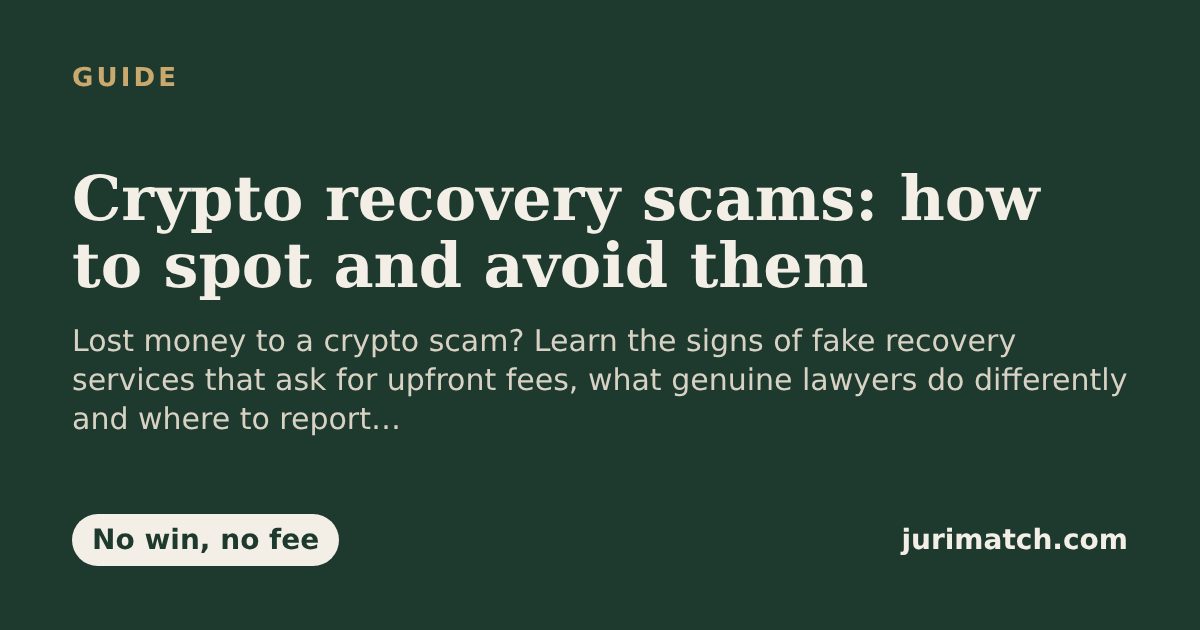 GUIDE
Crypto recovery scams: how
to spot and avoid them
Lost money to a crypto scam? Learn the signs of fake recovery
services that ask for upfront fees, what genuine lawyers do differently
and where to report…
No win, no fee
jurimatch.com